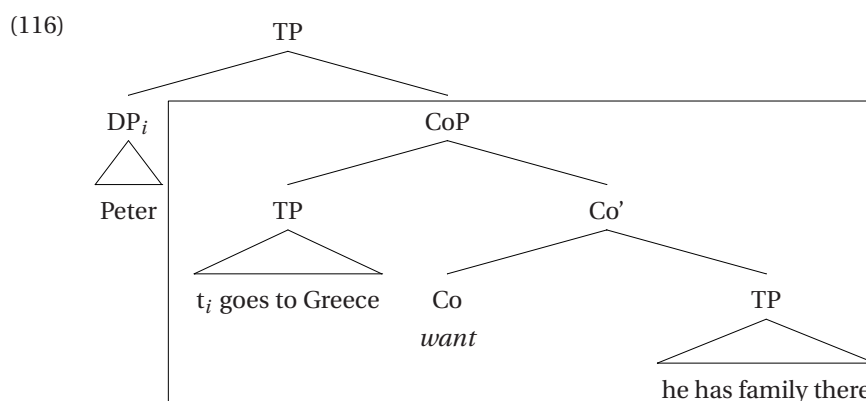 (116)
TP
DPi CoP
Peter TP Co’
ti goes to Greece Co TP
want
he has family there